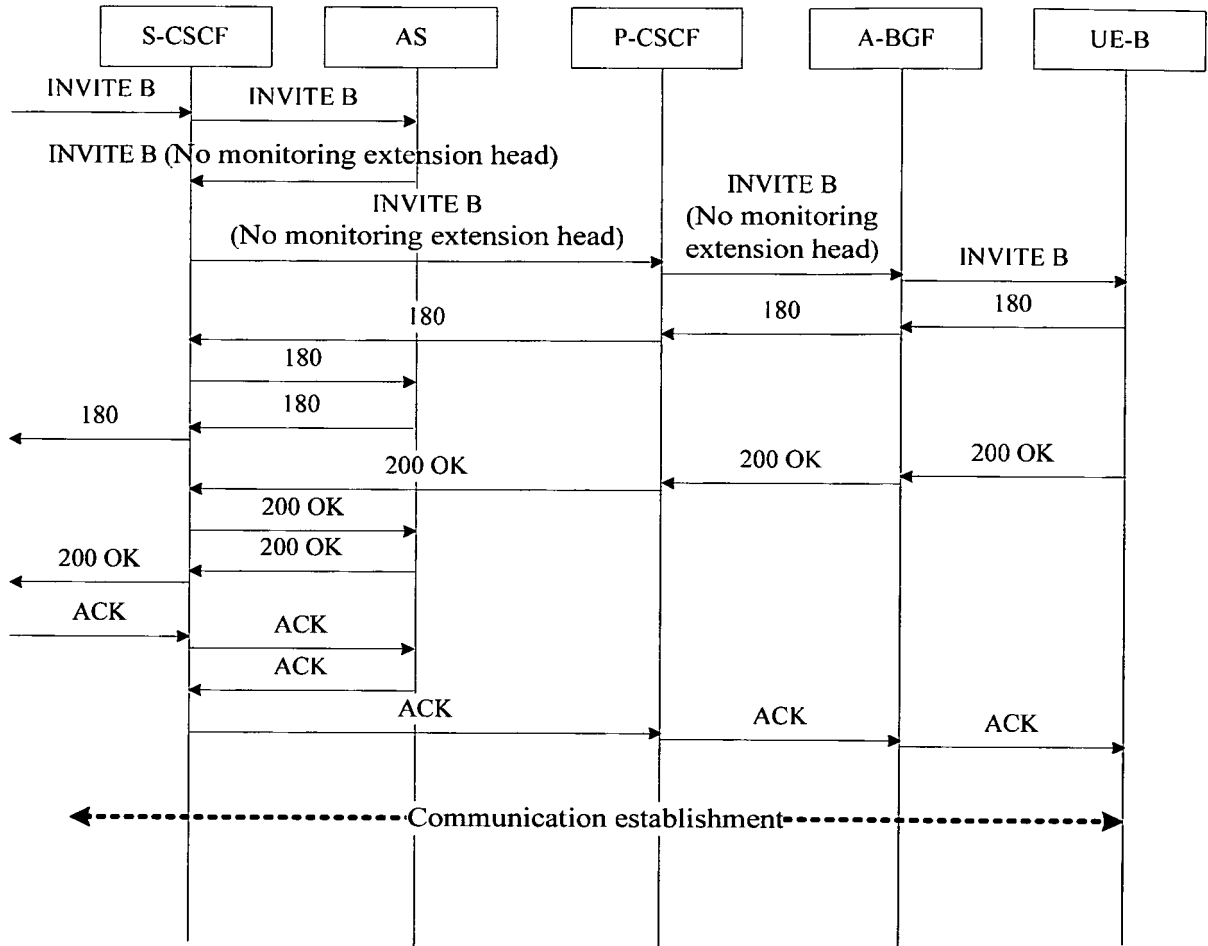 S-CSCF
AS
P-CSCF
A-BGF
UE-B
INVITE B
INVITE B
INVITE B (No monitoring extension head)
INVITE B
(No monitoring extension head)
INVITE B
(No monitoring
extension head)
INVITE B
180
180
180
180
180
180
200 OK
200 OK
200 OK
200 OK
200 OK
200 OK
ACK
ACK
ACK
ACK
ACK
ACK
Communication establishment